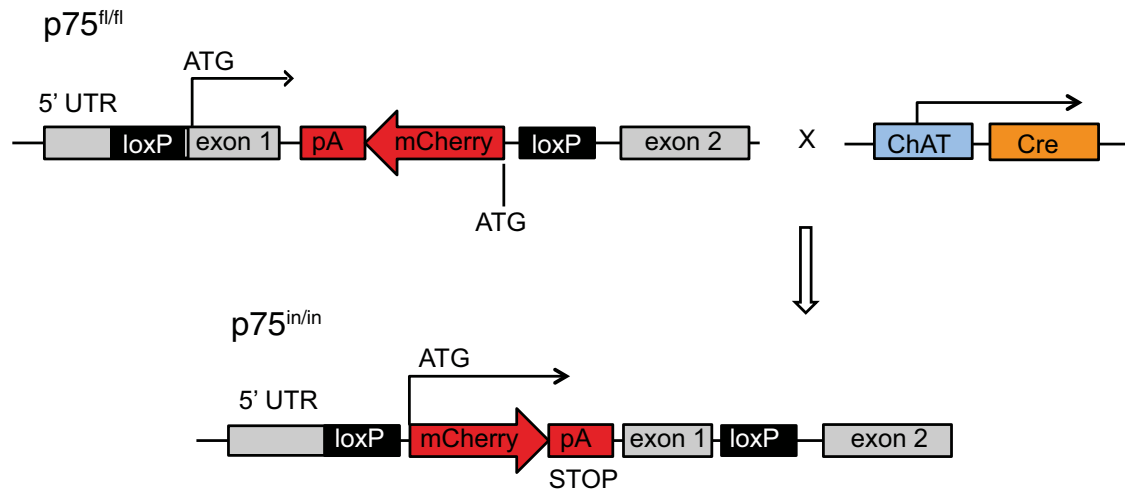 p75fl/fl
ATG
5’ UTR
loxP exon 1 pA mCherry loxP exon 2 X ChAT Cre
ATG
p75in/in
ATG
5’ UTR
loxP mCherry pA exon 1 loxP exon 2
STOP